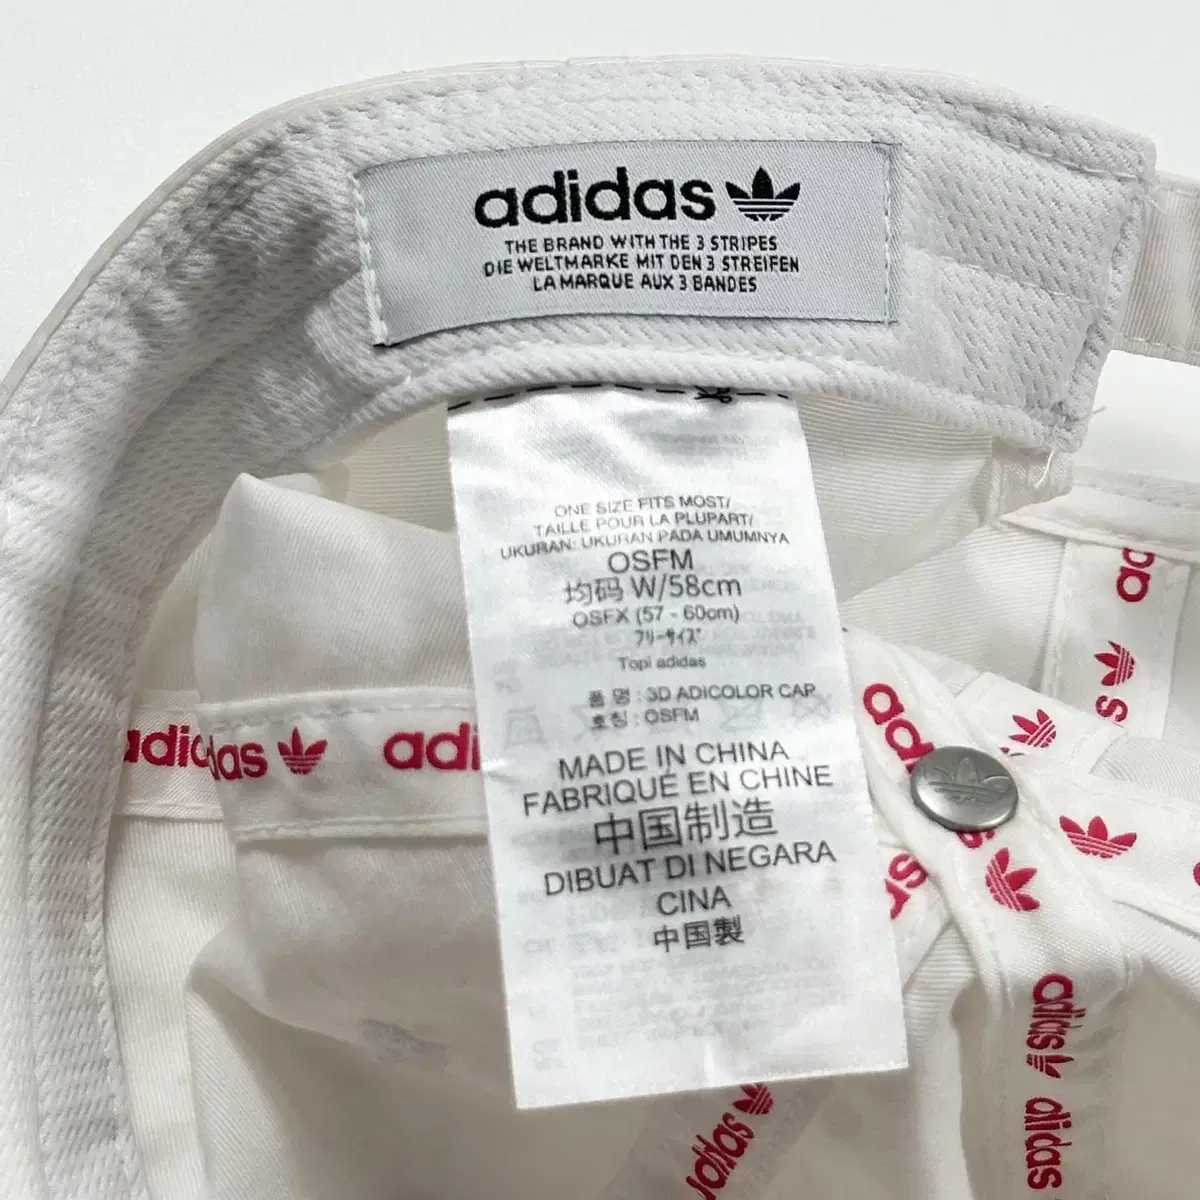 adidas
THE BRAND WITH THE 3 STRIPES
DIE WELTMARKE MIT DEN 3 STREIFEN
LA MARQUE AUX 3 BANDES
ONE SIZE FITS MOST/
TAILLE POUR LA PLUPART/
UKURAN: UKURAN PADA UMUMNYA
OSFM
均码 W/58cm
OSFX (57 - 60cm)
フリーサイズ
Topi adidas
품 명 : 3D ADICOLOR CAP
호칭 : OSFM
MADE IN CHINA
FABRIQUÉ EN CHINE
中国制造
DIBUAT DI NEGARA
CINA
中国製
adidas
adidas
adi
ad
adidas
adidas